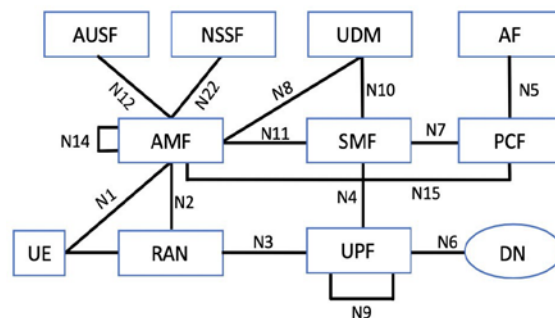 AUSF
NSSF
UDM
AF
N12
N22
N8
N10
N5
N14
AMF
N11
SMF
N7
PCF
N1
N2
N4
N15
UE
RAN
N3
UPF
N6
DN
N9